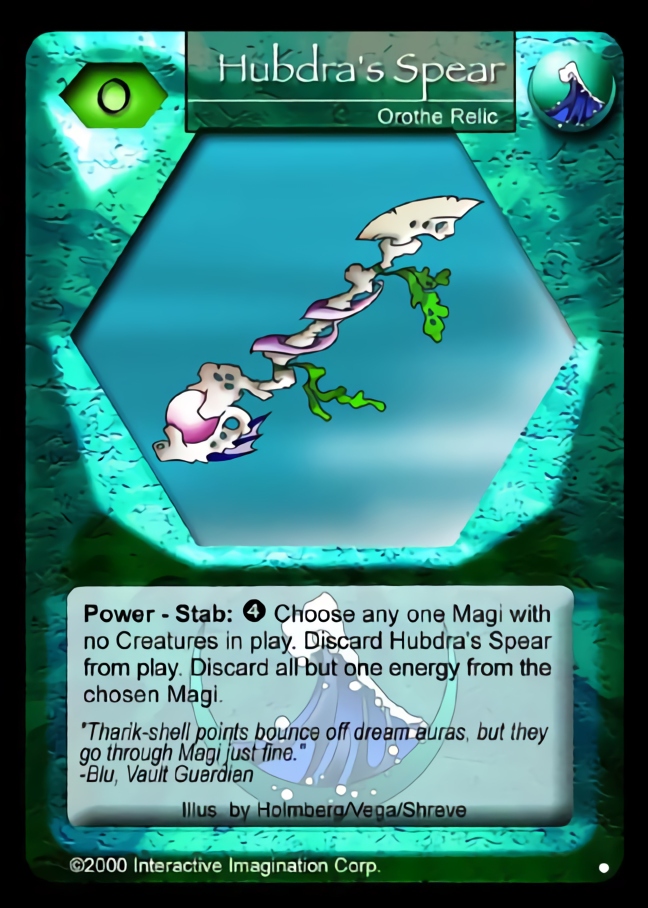 0
Hubdra's Spear
Orothe Relic
Power - Stab: 4 Choose any one Magi with
no Creatures in play. Discard Hubdra's Spear
from play. Discard all but one energy from the
chosen Magi.
"Tharik-shell points bounce off dream auras, but they
go through Magi just fine."
-Blu, Vault Guardian
Illus by Holmberg/Vega/Shreve
©2000 Interactive Imagination Corp.